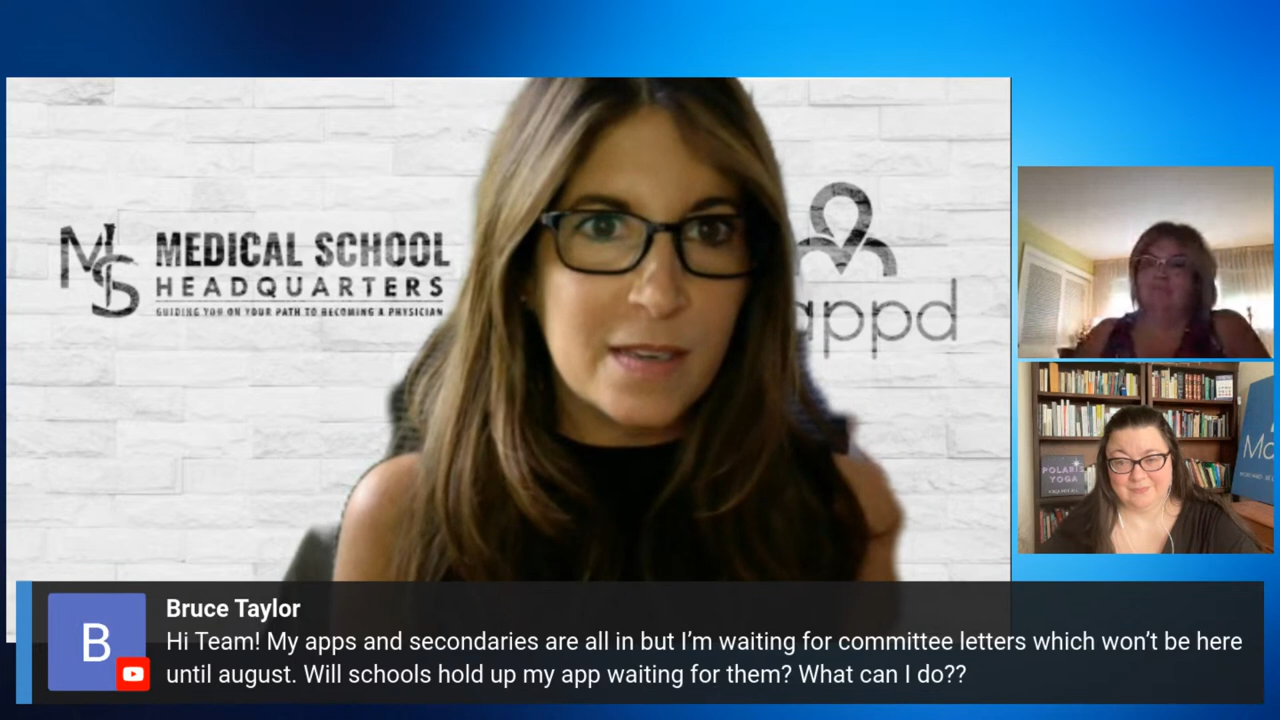 MEDICAL SCHOOL
HEADQUARTERS
GUIDING YOU ON YOUR PATH TO BECOMING A PHYSICIAN
appd
POLARIS
YOGA
Bruce Taylor
B
Hi Team! My apps and secondaries are all in but I’m waiting for committee letters which won’t be here
until august. Will schools hold up my app waiting for them? What can I do??